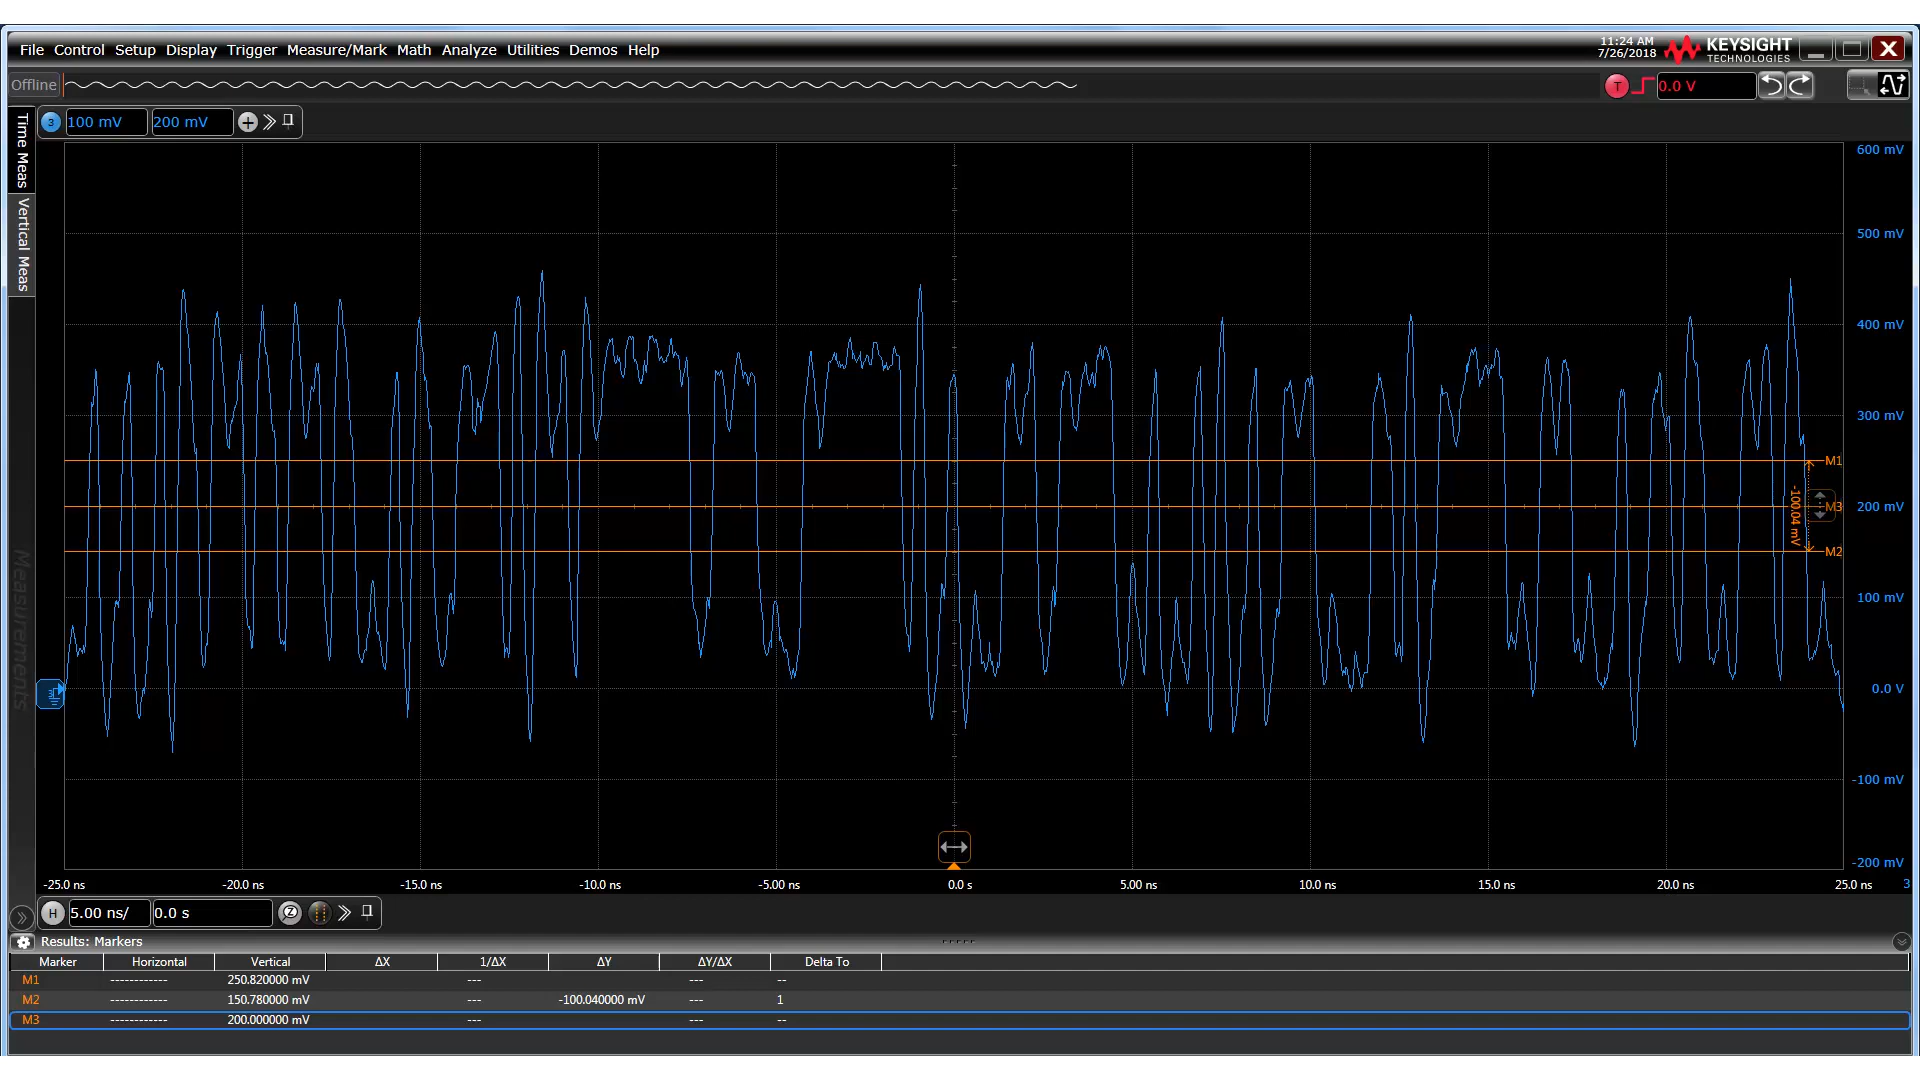 File Control Setup Display Trigger Measure/Mark Math Analyze Utilities Demos Help
11:24 AM
7/26/2018
KEYSIGHT
TECHNOLOGIES
Offline
T
0.0 V
3 100 mV 200 mV
Time Meas
Vertical Meas
Measurements
600 mV
500 mV
400 mV
300 mV
200 mV
100 mV
0.0 V
-100 mV
-200 mV
M1
M3
M2
-100.04 mV
3
-25.0 ns -20.0 ns -15.0 ns -10.0 ns -5.00 ns 0.0 s 5.00 ns 10.0 ns 15.0 ns 20.0 ns 25.0 ns 3
H 5.00 ns/ 0.0 s Z
Results: Markers
Marker Horizontal Vertical ΔX 1/ΔX ΔY ΔY/ΔX Delta To
M1 ------------ 250.820000 mV --- --- --
M2 ------------ 150.780000 mV --- -100.040000 mV --- 1
M3 ------------ 200.000000 mV --- --- --